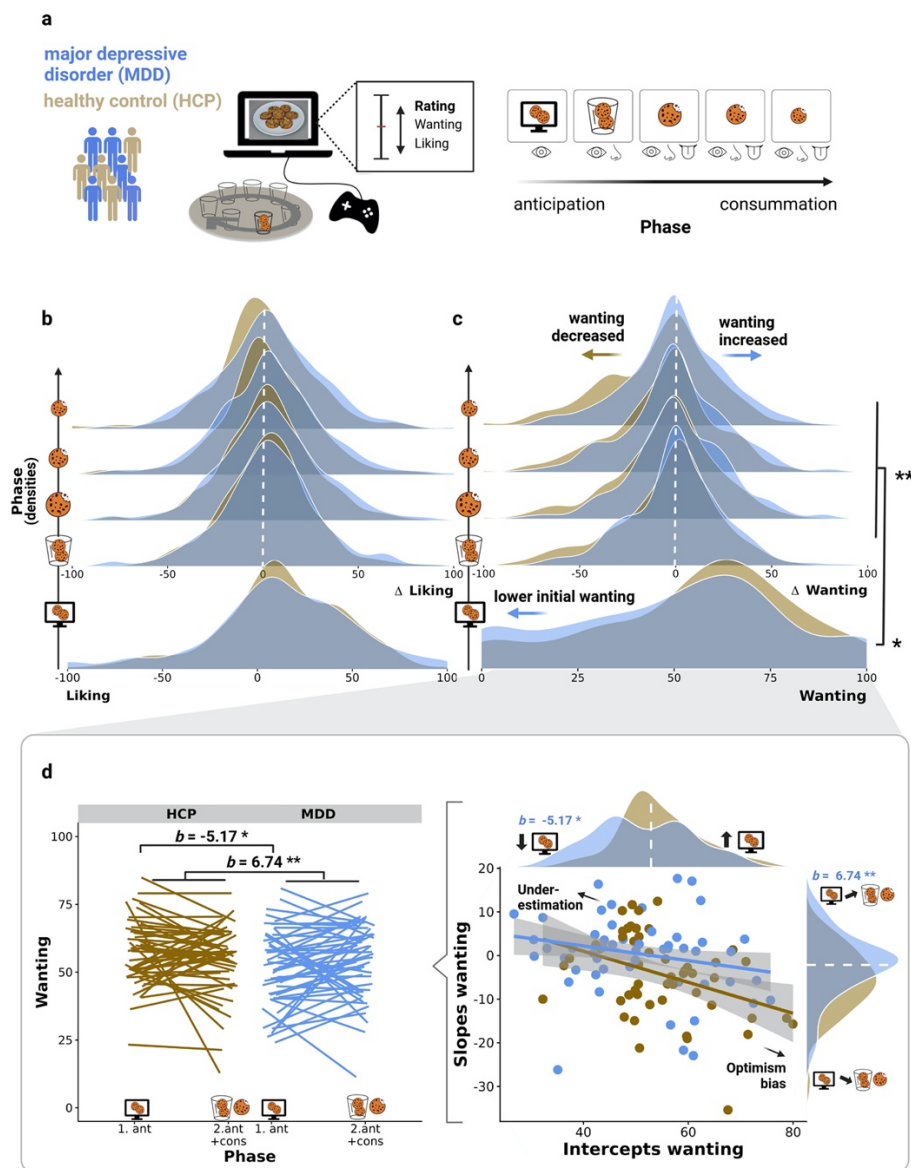 a
major depressive
disorder (MDD)
healthy control (HCP)
Rating
Wanting
Liking
anticipation
consummation
Phase
b
c
wanting
decreased
wanting
increased
Phase
(densities)
**
-100
-50
0
50
100
-100
-50
0
50
100
Δ Liking
Δ Wanting
lower initial wanting
*
-100
-50
0
50
100
0
25
50
75
100
Liking
Wanting
d
HCP
MDD
b = -5.17 *
b = 6.74 **
100
75
50
25
0
Wanting
1. ant
2.ant
+cons
1. ant
2.ant
+cons
Phase
b = -5.17 *
b = 6.74 **
20
10
0
-10
-20
-30
Slopes wanting
Under-
estimation
Optimism
bias
40
60
80
Intercepts wanting